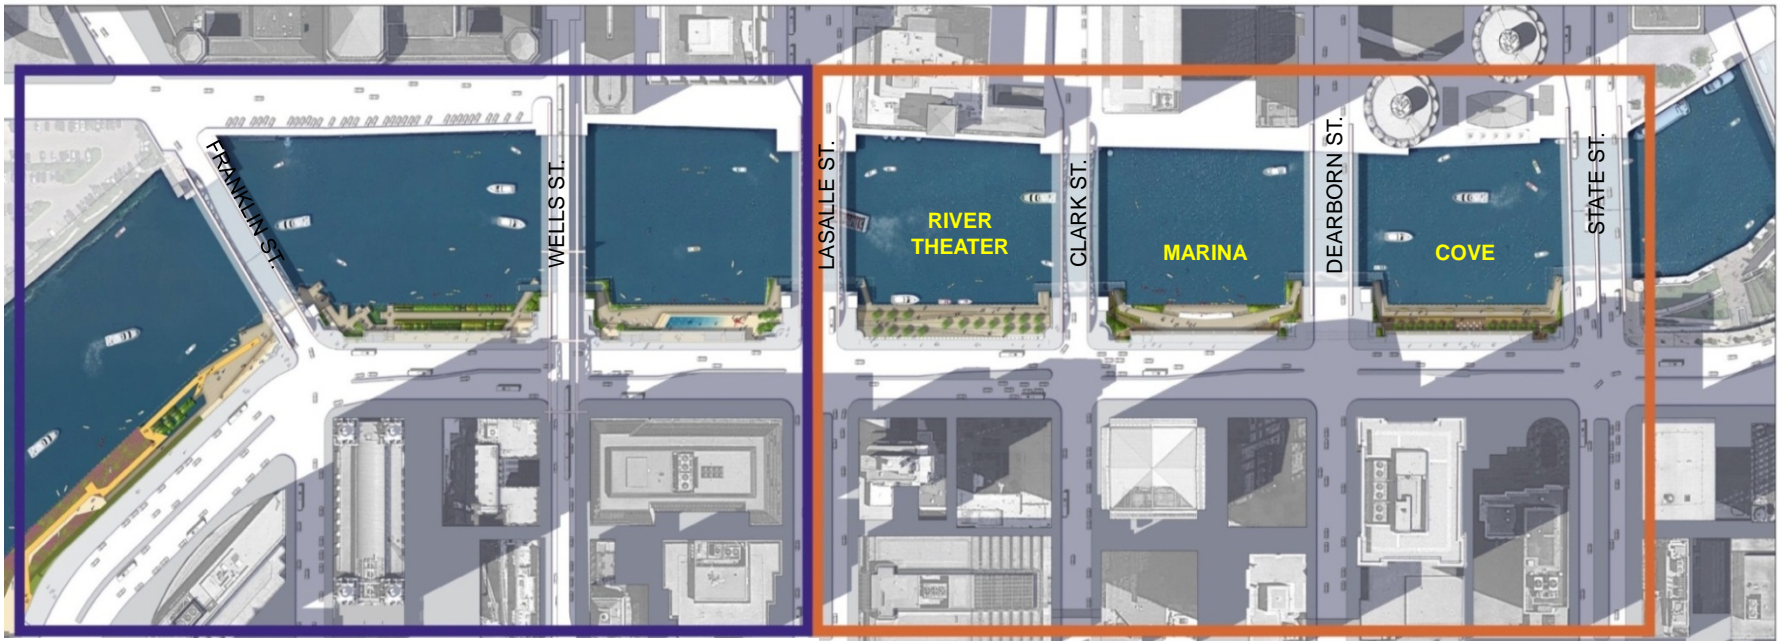 FRANKLIN ST.
WELLS ST.
LASALLE ST.
RIVER
THEATER
CLARK ST.
MARINA
DEARBORN ST.
COVE
STATE ST.